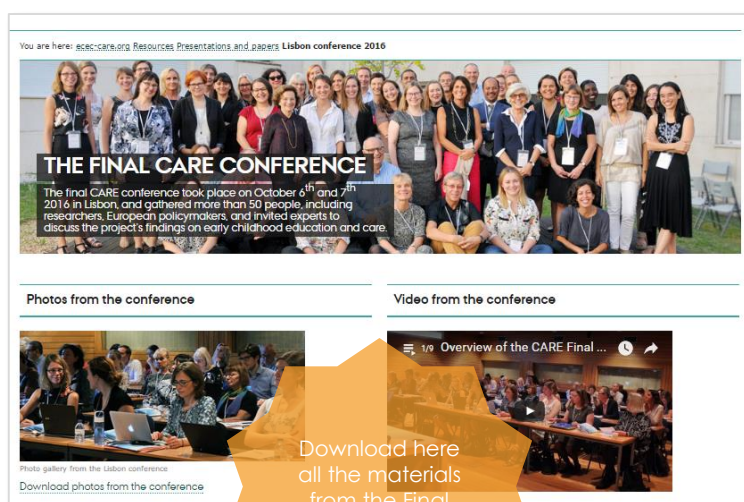 You are here: ecec-care.org Resources Presentations and papers Lisbon conference 2016
THE FINAL CARE CONFERENCE
The final CARE conference took place on October 6th and 7th
2016 in Lisbon, and gathered more than 50 people, including
researchers, European policymakers, and invited experts to
discuss the project's findings on early childhood education and care.
Photos from the conference
Video from the conference
1/9 Overview of the CARE Final ...
Photo gallery from the Lisbon conference
Download photos from the conference
Download here
all the materials
from the Final